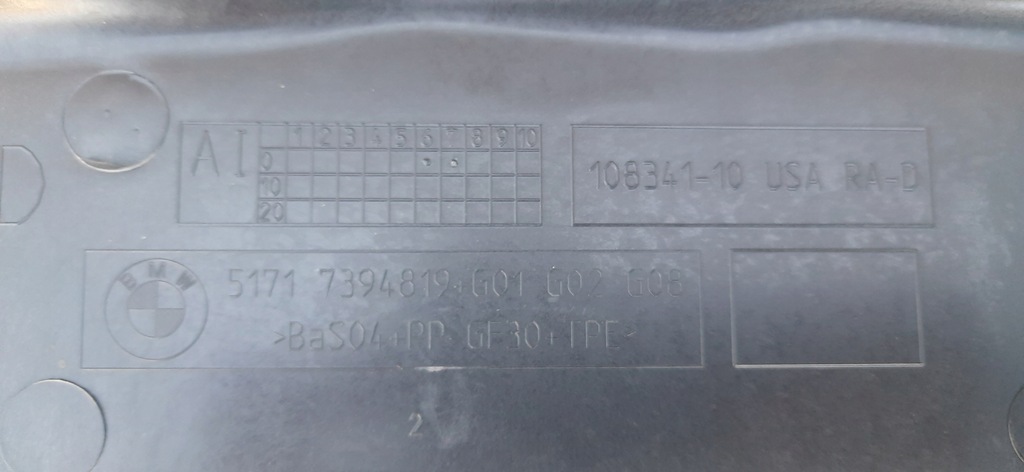 AI
1 2 3 4 5 6 7 8 9 10
0
10
20
108341-10 USA RA-D
D
BMW
5171 7394819 G01 G02 G08
>BaSO4+PP GF30+TPE<
2